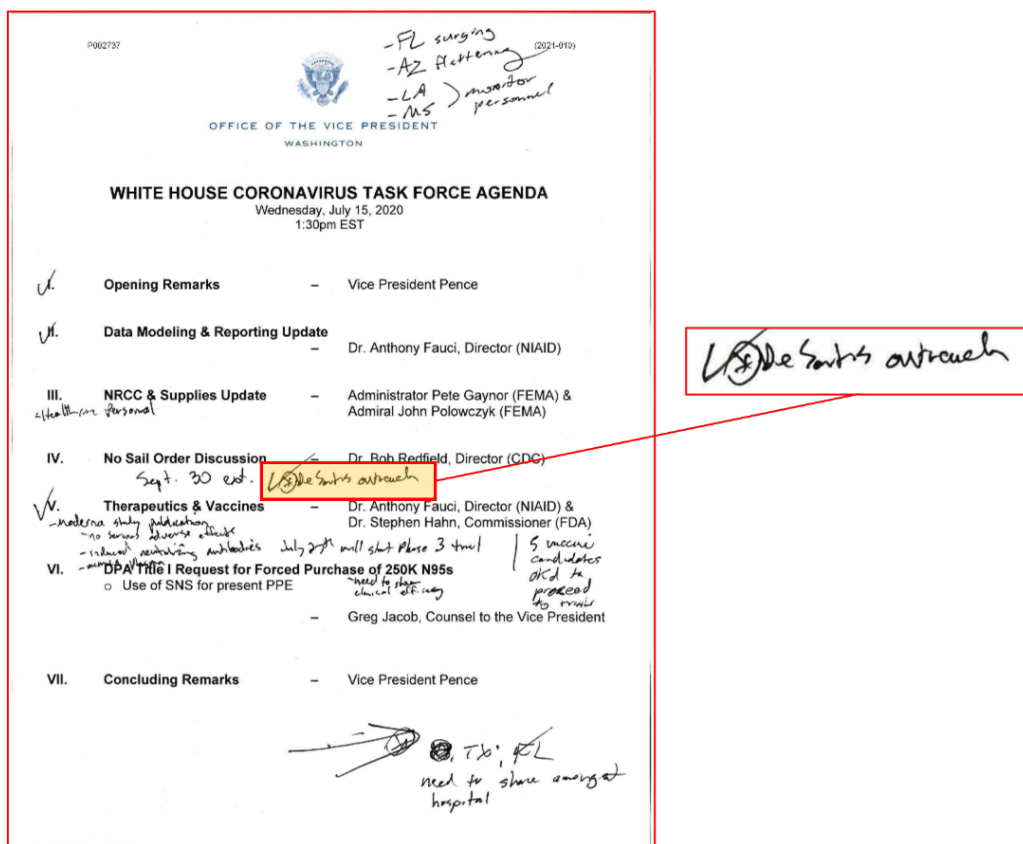 P002737
(2021-010)
-FL surging
-AZ flattening
-LA
-MS
monitor
personnel
OFFICE OF THE VICE PRESIDENT
WASHINGTON
WHITE HOUSE CORONAVIRUS TASK FORCE AGENDA
Wednesday, July 15, 2020
1:30pm EST
I. Opening Remarks – Vice President Pence
II. Data Modeling & Reporting Update
– Dr. Anthony Fauci, Director (NIAID)
III. NRCC & Supplies Update – Administrator Pete Gaynor (FEMA) &
Admiral John Polowczyk (FEMA)
Personal
IV. No Sail Order Discussion – Dr. Bob Redfield, Director (CDC)
Sept. 30 ext. DeSantis outreach
DeSantis outreach
V. Therapeutics & Vaccines – Dr. Anthony Fauci, Director (NIAID) &
Dr. Stephen Hahn, Commissioner (FDA)
-moderna study publication
-no serious adverse effects
-induced neutralizing antibodies July 27th will start Phase 3 trial
5 vaccine
candidates
OKd to
proceed
to trials
VI. DPA Title I Request for Forced Purchase of 250K N95s
o Use of SNS for present PPE
-need to share
clinical efficacy
– Greg Jacob, Counsel to the Vice President
VII. Concluding Remarks – Vice President Pence
TX; FL
need to share amongst
hospital